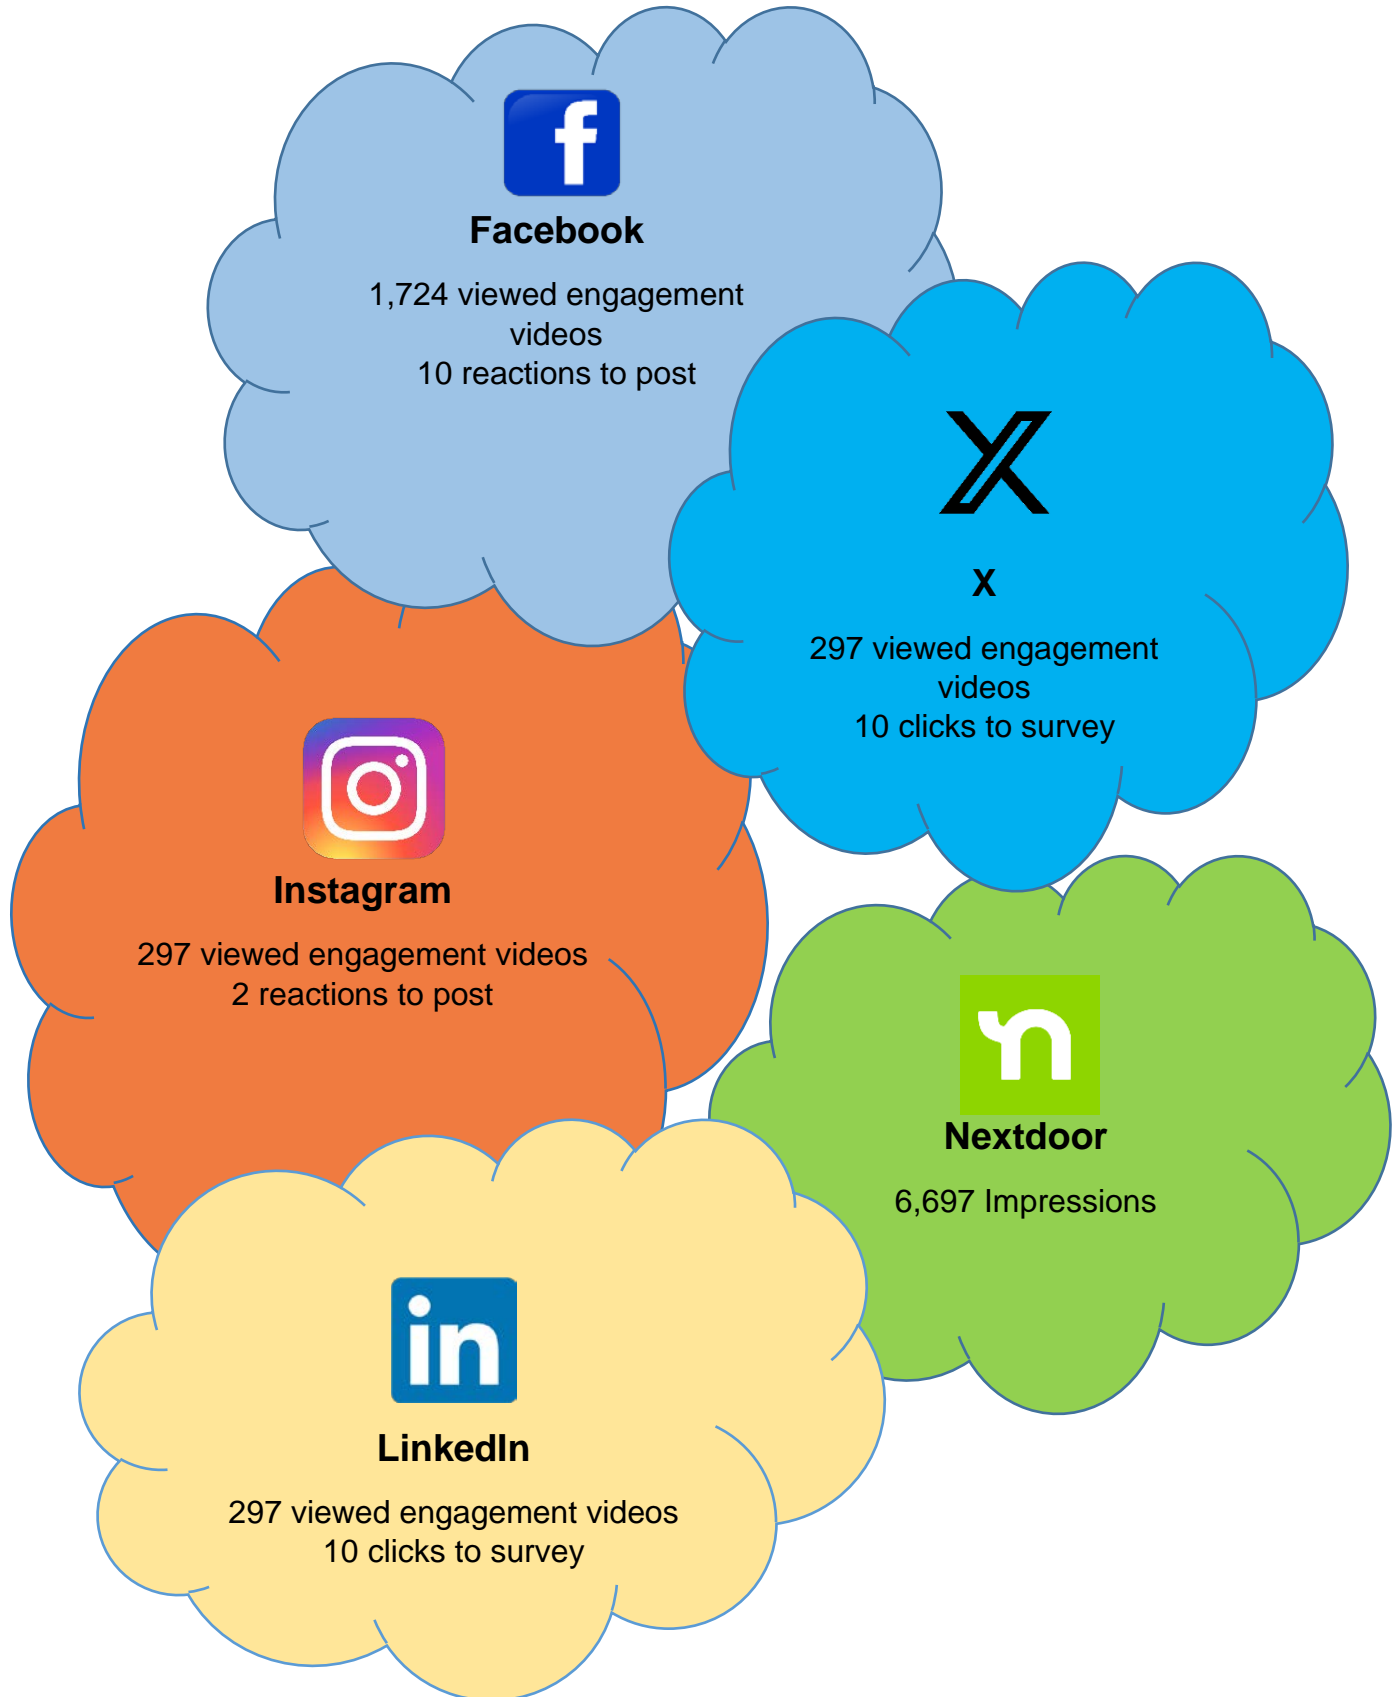 f
Facebook
1,724 viewed engagement
videos
10 reactions to post
X
X
297 viewed engagement
videos
10 clicks to survey
Instagram
297 viewed engagement videos
2 reactions to post
n
Nextdoor
6,697 Impressions
in
LinkedIn
297 viewed engagement videos
10 clicks to survey